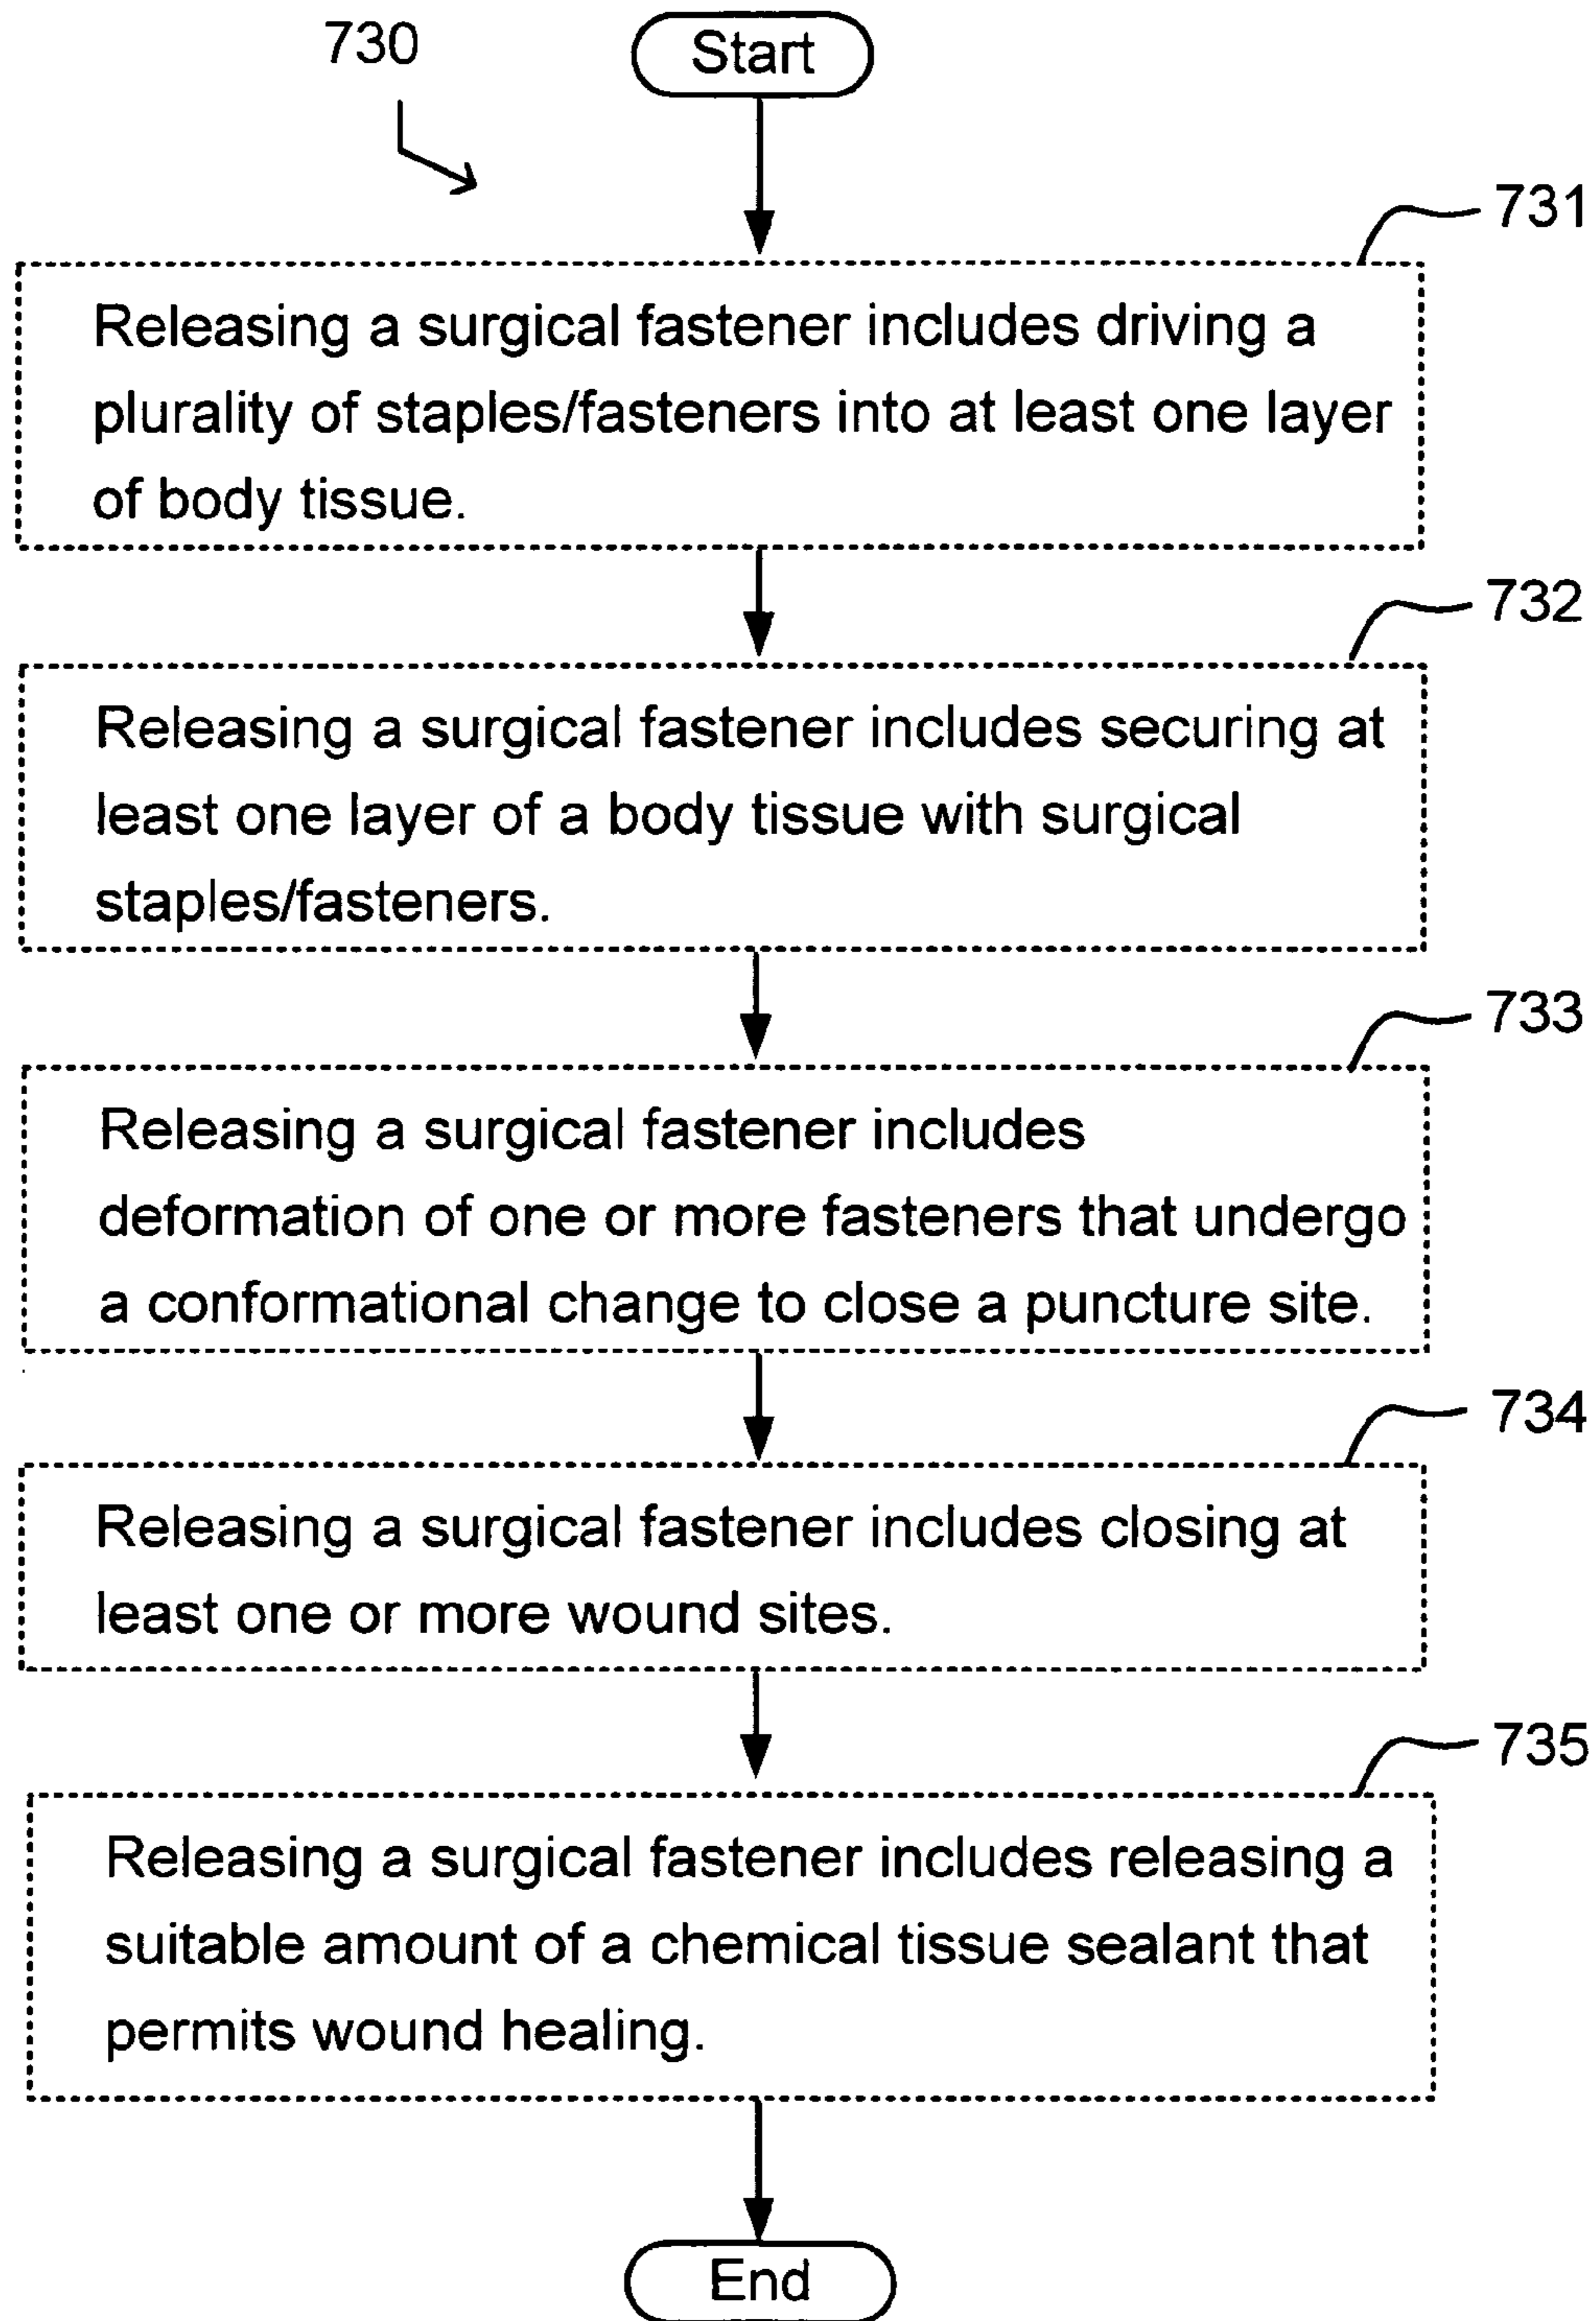 730
Start
731
Releasing a surgical fastener includes driving a
plurality of staples/fasteners into at least one layer
of body tissue.
732
Releasing a surgical fastener includes securing at
least one layer of a body tissue with surgical
staples/fasteners.
733
Releasing a surgical fastener includes
deformation of one or more fasteners that undergo
a conformational change to close a puncture site.
734
Releasing a surgical fastener includes closing at
least one or more wound sites.
735
Releasing a surgical fastener includes releasing a
suitable amount of a chemical tissue sealant that
permits wound healing.
End